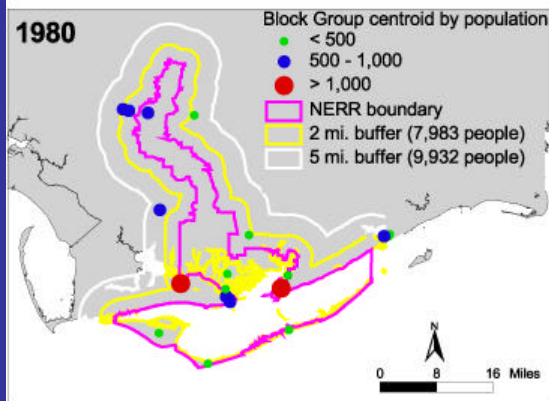 1980
Block Group centroid by population
< 500
500 - 1,000
> 1,000
NERR boundary
2 mi. buffer (7,983 people)
5 mi. buffer (9,932 people)
N
0 8 16 Miles